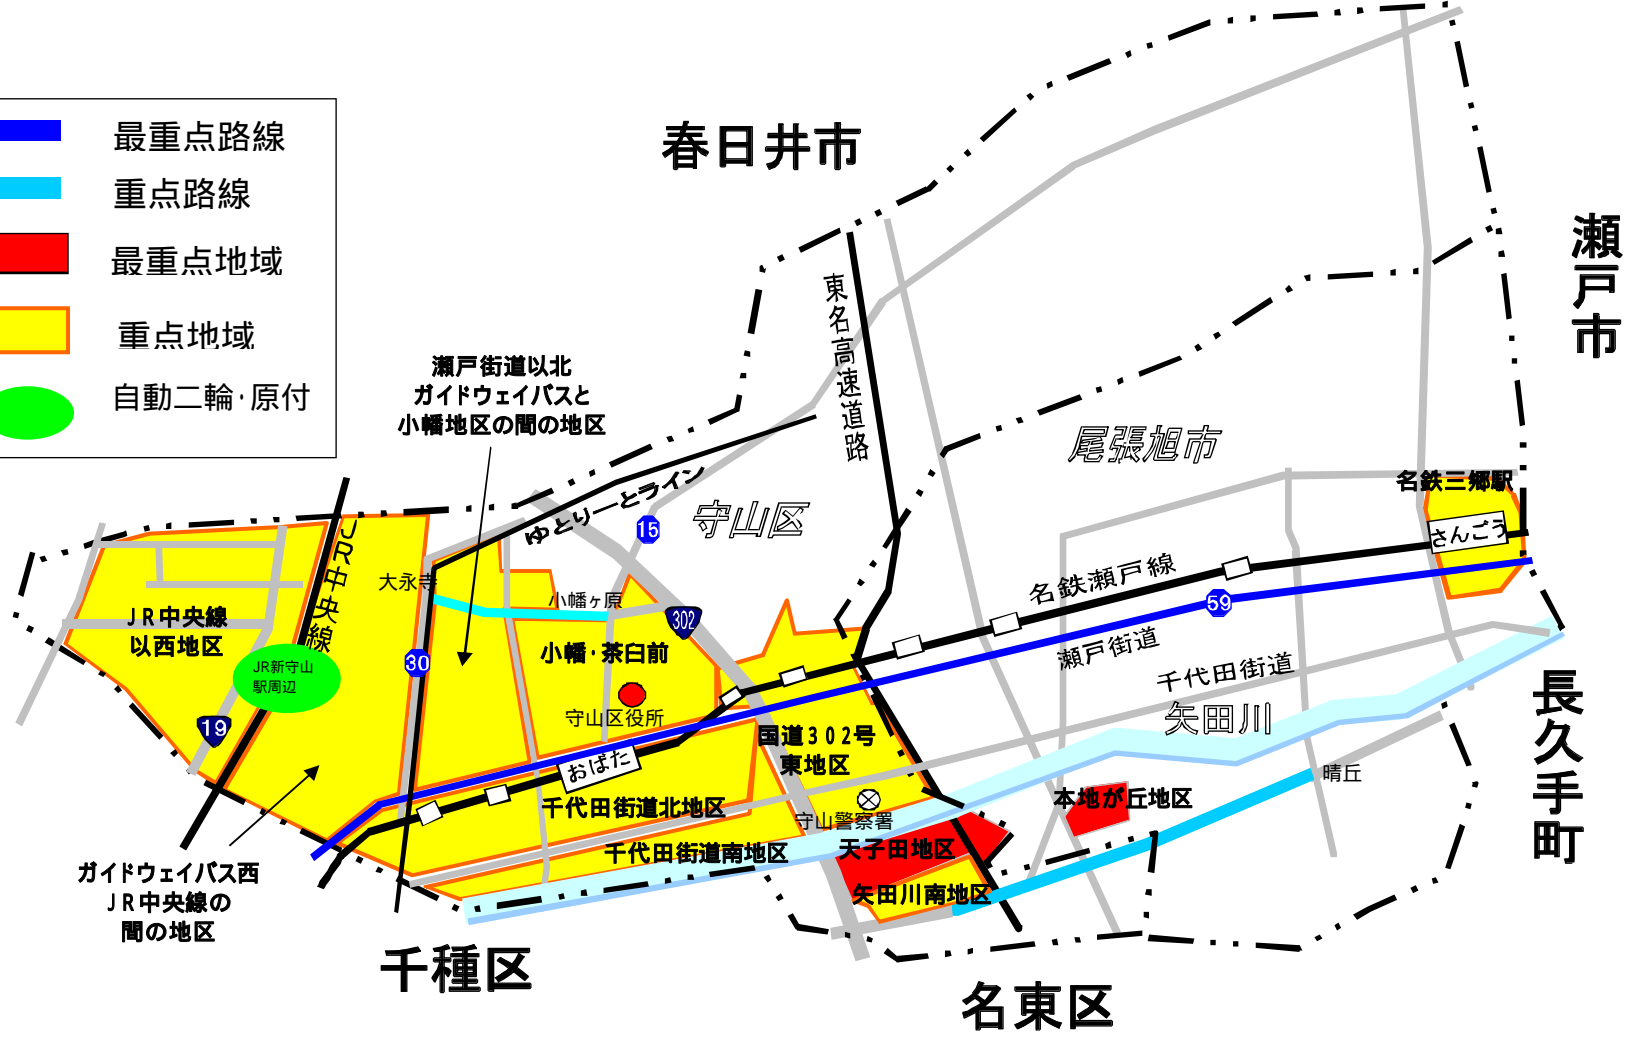 最重点路線
重点路線
最重点地域
重点地域
自動二輪・原付
春日井市
瀬戸市
東名高速道路
瀬戸街道以北
ガイドウェイバスと
小幡地区の間の地区
尾張旭市
名鉄三郷駅
ゆとりーとライン
守山区
15
さんごう
JR中央線
大永寺
小幡ヶ原
名鉄瀬戸線
59
302
JR中央線
以西地区
小幡・茶臼前
瀬戸街道
JR新守山
駅周辺
30
千代田街道
守山区役所
矢田川
19
国道302号
東地区
おばた
晴丘
長久手町
千代田街道北地区
本地が丘地区
守山警察署
千代田街道南地区
天子田地区
ガイドウェイバス西
JR中央線の
間の地区
矢田川南地区
千種区
名東区